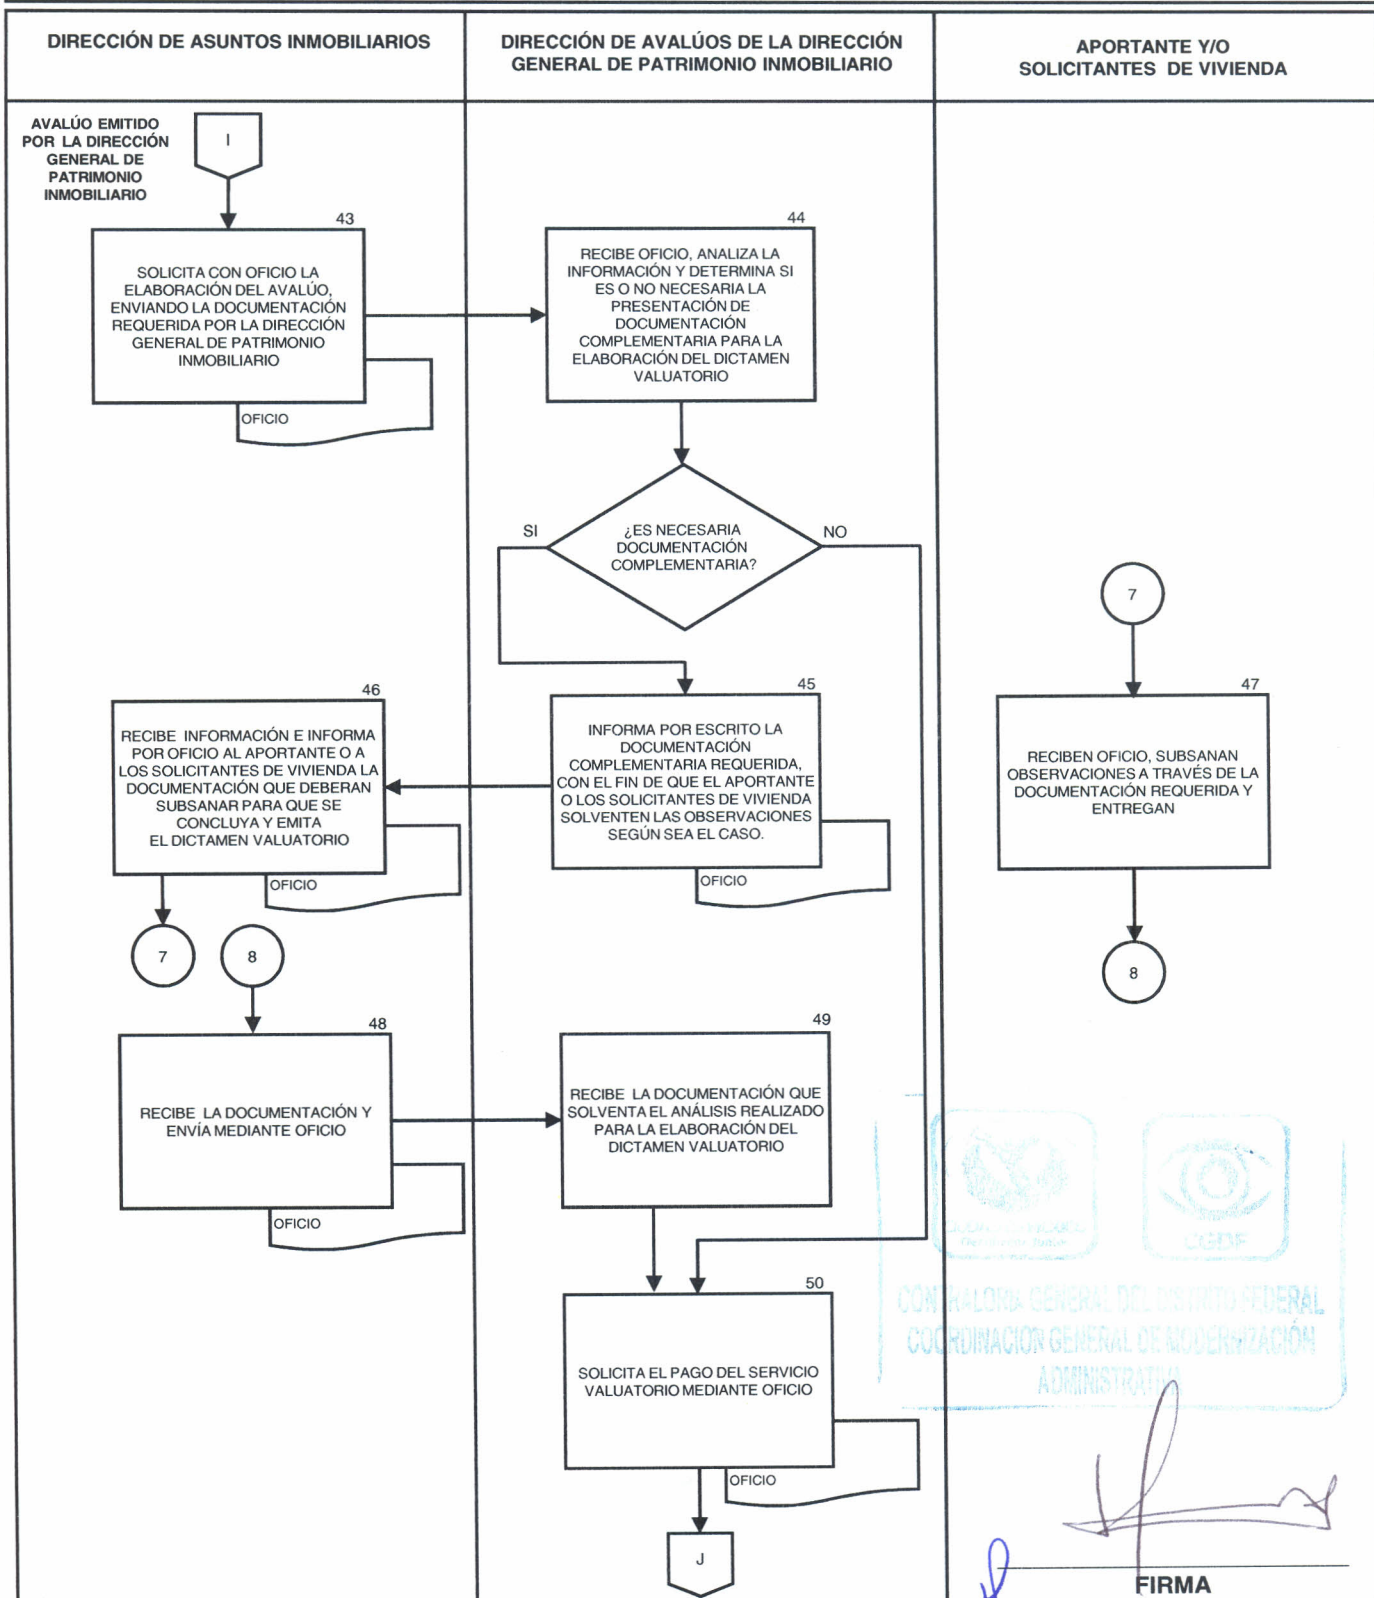 DIRECCIÓN DE ASUNTOS INMOBILIARIOS
DIRECCIÓN DE AVALÚOS DE LA DIRECCIÓN
GENERAL DE PATRIMONIO INMOBILIARIO
APORTANTE Y/O
SOLICITANTES DE VIVIENDA
AVALÚO EMITIDO
POR LA DIRECCIÓN
GENERAL DE
PATRIMONIO
INMOBILIARIO
I
43
SOLICITA CON OFICIO LA
ELABORACIÓN DEL AVALÚO,
ENVIANDO LA DOCUMENTACIÓN
REQUERIDA POR LA DIRECCIÓN
GENERAL DE PATRIMONIO
INMOBILIARIO
OFICIO
44
RECIBE OFICIO, ANALIZA LA
INFORMACIÓN Y DETERMINA SI
ES O NO NECESARIA LA
PRESENTACIÓN DE
DOCUMENTACIÓN
COMPLEMENTARIA PARA LA
ELABORACIÓN DEL DICTAMEN
VALUATORIO
SI
¿ES NECESARIA
DOCUMENTACIÓN
COMPLEMENTARIA?
NO
45
INFORMA POR ESCRITO LA
DOCUMENTACIÓN
COMPLEMENTARIA REQUERIDA,
CON EL FIN DE QUE EL APORTANTE
O LOS SOLICITANTES DE VIVIENDA
SOLVENTEN LAS OBSERVACIONES
SEGÚN SEA EL CASO.
OFICIO
46
RECIBE INFORMACIÓN E INFORMA
POR OFICIO AL APORTANTE O A
LOS SOLICITANTES DE VIVIENDA LA
DOCUMENTACIÓN QUE DEBERAN
SUBSANAR PARA QUE SE
CONCLUYA Y EMITA
EL DICTAMEN VALUATORIO
OFICIO
7
7
47
RECIBEN OFICIO, SUBSANAN
OBSERVACIONES A TRAVÉS DE LA
DOCUMENTACIÓN REQUERIDA Y
ENTREGAN
8
8
48
RECIBE LA DOCUMENTACIÓN Y
ENVÍA MEDIANTE OFICIO
OFICIO
49
RECIBE LA DOCUMENTACIÓN QUE
SOLVENTA EL ANÁLISIS REALIZADO
PARA LA ELABORACIÓN DEL
DICTAMEN VALUATORIO
50
SOLICITA EL PAGO DEL SERVICIO
VALUATORIO MEDIANTE OFICIO
OFICIO
J
CGDF
CONTRALORÍA GENERAL DEL DISTRITO FEDERAL
COORDINACIÓN GENERAL DE MODERNIZACIÓN
ADMINISTRATIVA
FIRMA